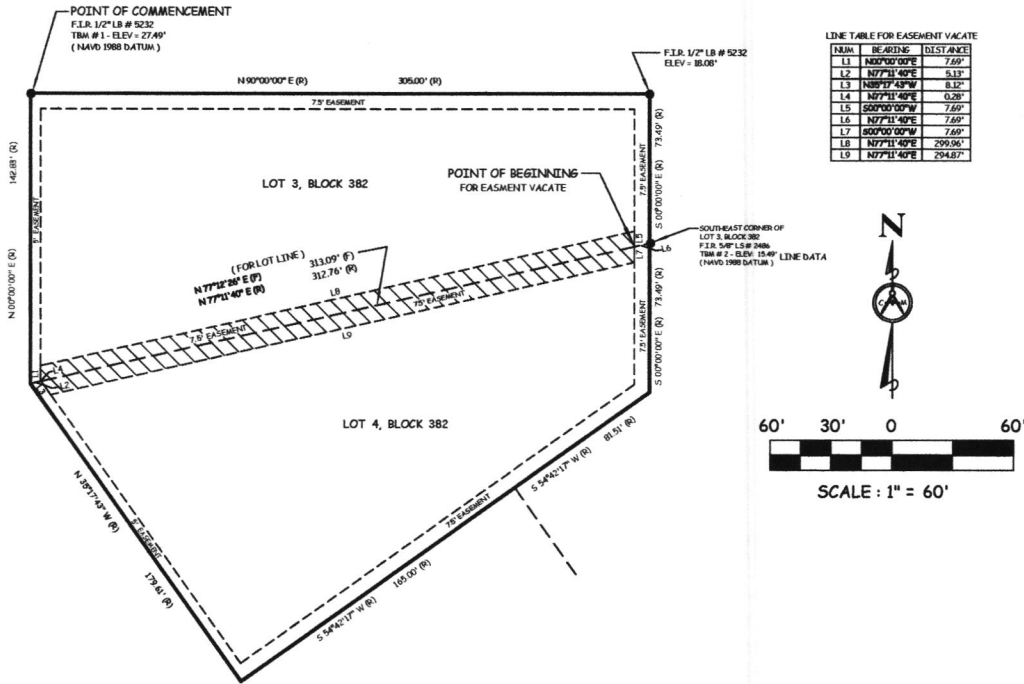 POINT OF COMMENCEMENT
F.I.R. 1/2" LB # 5232
TBM # 1 - ELEV = 27.49'
( NAVD 1988 DATUM )
F.I.R. 1/2" LB # 5232
ELEV = 18.08'
N 90°00'00" E (R) 305.00' (R)
7.5' EASEMENT
142.83' (R)
N 00°00'00" E (R)
5' EASEMENT
LOT 3, BLOCK 382
POINT OF BEGINNING
FOR EASMENT VACATE
73.49' (R)
S 00°00'00" E (R)
7.5' EASEMENT
SOUTHEAST CORNER OF
LOT 3, BLOCK 382
F.I.R. 5/8" LS # 2486
TBM # 2 - ELEV: 15.49'
( NAVD 1988 DATUM )
LINE DATA
L5
L6
L7
(FOR LOT LINE)
N 77°12'26" E (F) 313.09' (F)
N 77°11'40" E (R) 312.76' (R)
L8
7.5' EASEMENT
7.5' EASEMENT
L9
L4
L2
73.49' (R)
S 00°00'00" E (R)
7.5' EASEMENT
LOT 4, BLOCK 382
N 35°17'43" W (R)
179.61' (R)
5' EASEMENT
S 54°42'17" W (R) 81.51' (R)
7.5' EASEMENT
S 54°42'17" W (R) 165.00' (R)
LINE TABLE FOR EASEMENT VACATE
NUM BEARING DISTANCE
L1 N00°00'00"E 7.69'
L2 N77°11'40"E 5.13'
L3 N35°17'43"W 8.12'
L4 N77°11'40"E 0.28'
L5 S00°00'00"W 7.69'
L6 N77°11'40"E 7.69'
L7 S00°00'00"W 7.69'
L8 N77°11'40"E 299.96'
L9 N77°11'40"E 294.87'
N
60' 30' 0 60'
SCALE : 1" = 60'